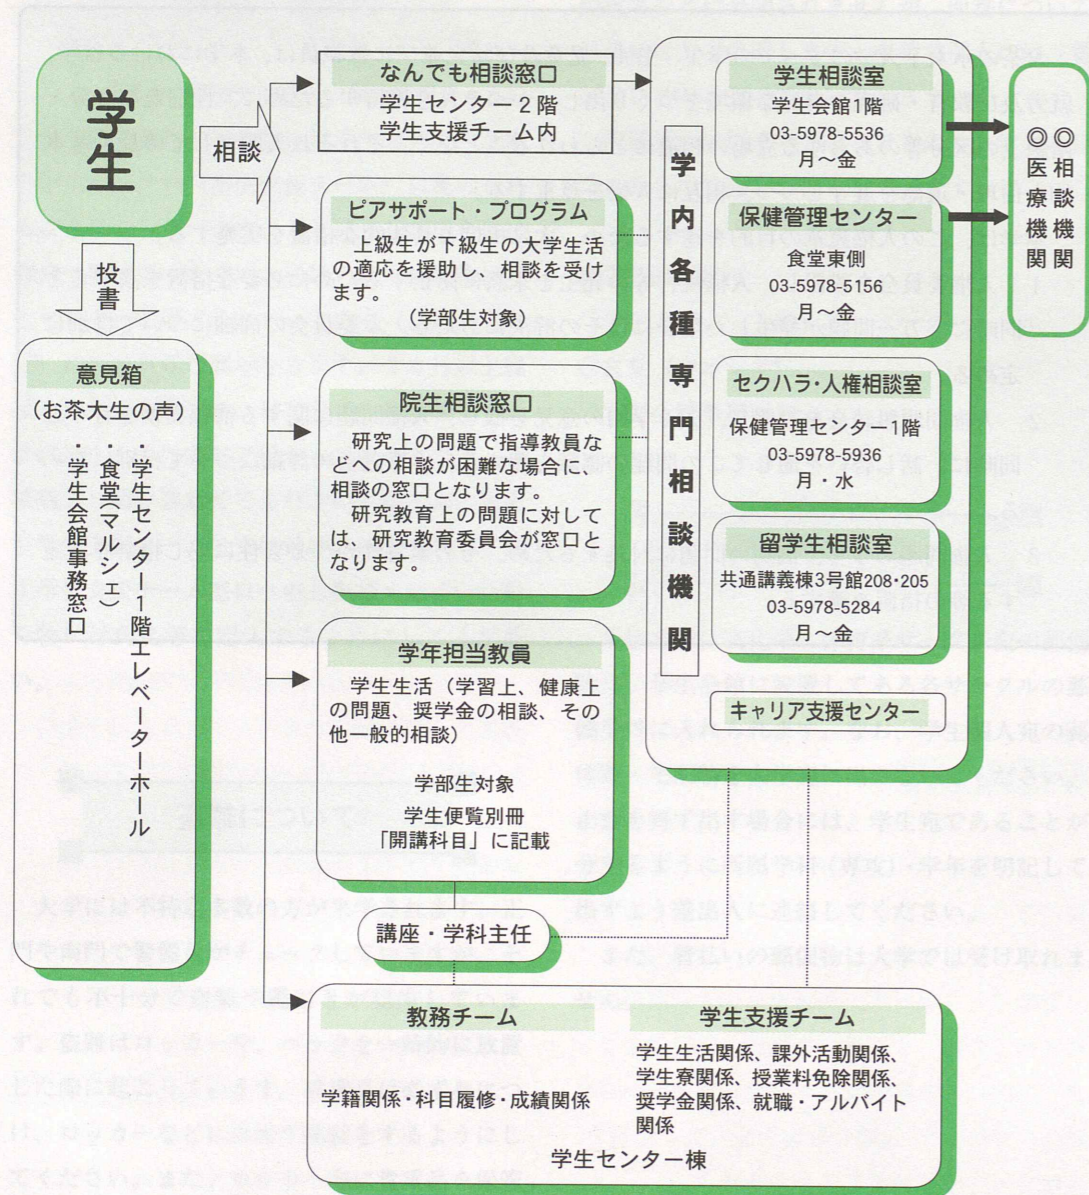 学生
相談
投書
意見箱
(お茶大生の声)
・学生センター1階エレベーターホール
・食堂(マルシェ)
・学生会館事務窓口
なんでも相談窓口
学生センター2階
学生支援チーム内
ピアサポート・プログラム
上級生が下級生の大学生活
の適応を援助し、相談を受け
ます。
(学部生対象)
院生相談窓口
研究上の問題で指導教員な
どへの相談が困難な場合に
相談の窓口となります。
研究教育上の問題に対して
は、研究教育委員会が窓口と
なります。
学年担当教員
学生生活(学習上、健康上
の問題、奨学金の相談、その
他一般的相談)
学部生対象
学生便覧別冊
「開講科目」に記載
講座・学科主任
教務チーム
学籍関係・科目履修・成績関係
学生支援チーム
学生生活関係、課外活動関係、
学生寮関係、授業料免除関係、
奨学金関係、就職・アルバイト
関係
学生センター棟
学内各種専門相談機関
学生相談室
学生会館1階
03-5978-5536
月~金
保健管理センター
食堂東側
03-5978-5156
月~金
セクハラ・人権相談室
保健管理センター1階
03-5978-5936
月・水
留学生相談室
共通講義棟3号館208・205
03-5978-5284
月~金
キャリア支援センター
◎相談機関
◎医療機関